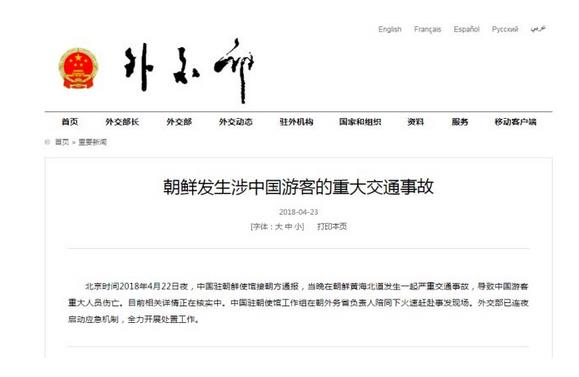 English Français Español Русский عربي
外交部
首页 外交部长 外交部 外交动态 驻外机构 国家和组织 资料 服务 移动客户端
首页 > 重要新闻
朝鲜发生涉中国游客的重大交通事故
2018-04-23
[字体：大 中 小] 打印本页
北京时间2018年4月22日夜，中国驻朝鲜使馆接朝方通报，当晚在朝鲜黄海北道发生一起严重交通事故，导致中国游客
重大人员伤亡。目前相关详情正在核实中。中国驻朝使馆工作组在朝外务省负责人陪同下火速赶赴事发现场。外交部已连夜
启动应急机制，全力开展处置工作。